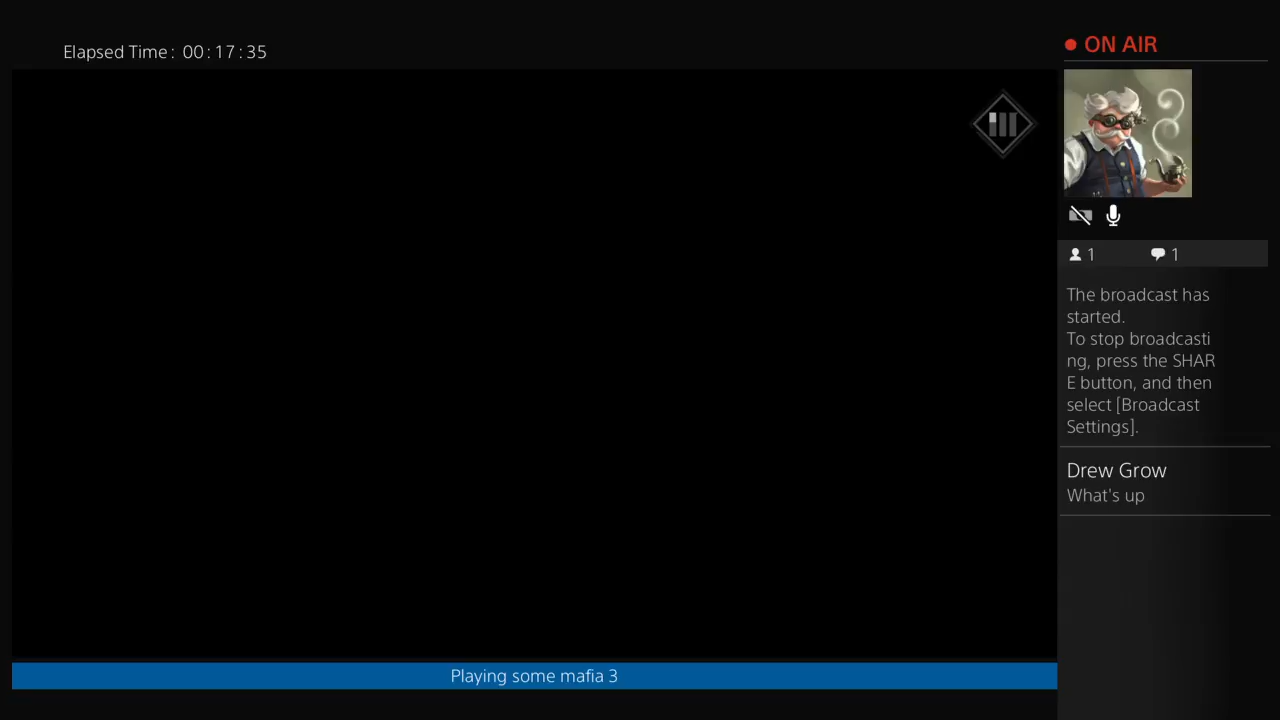 Elapsed Time: 00:17:35
ON AIR
1 1
The broadcast has
started.
To stop broadcasti
ng, press the SHAR
E button, and then
select [Broadcast
Settings].
Drew Grow
What's up
Playing some mafia 3